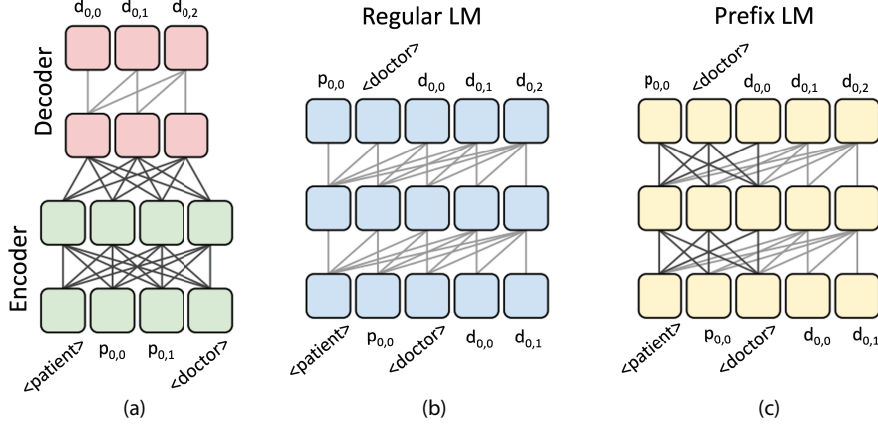 d0,0 d0,1 d0,2
Decoder
Encoder
<patient> p0,0 p0,1 <doctor>
(a)
Regular LM
p0,0 <doctor> d0,0 d0,1 d0,2
<patient> p0,0 <doctor> d0,0 d0,1
(b)
Prefix LM
p0,0 <doctor> d0,0 d0,1 d0,2
<patient> p0,0 <doctor> d0,0 d0,1
(c)